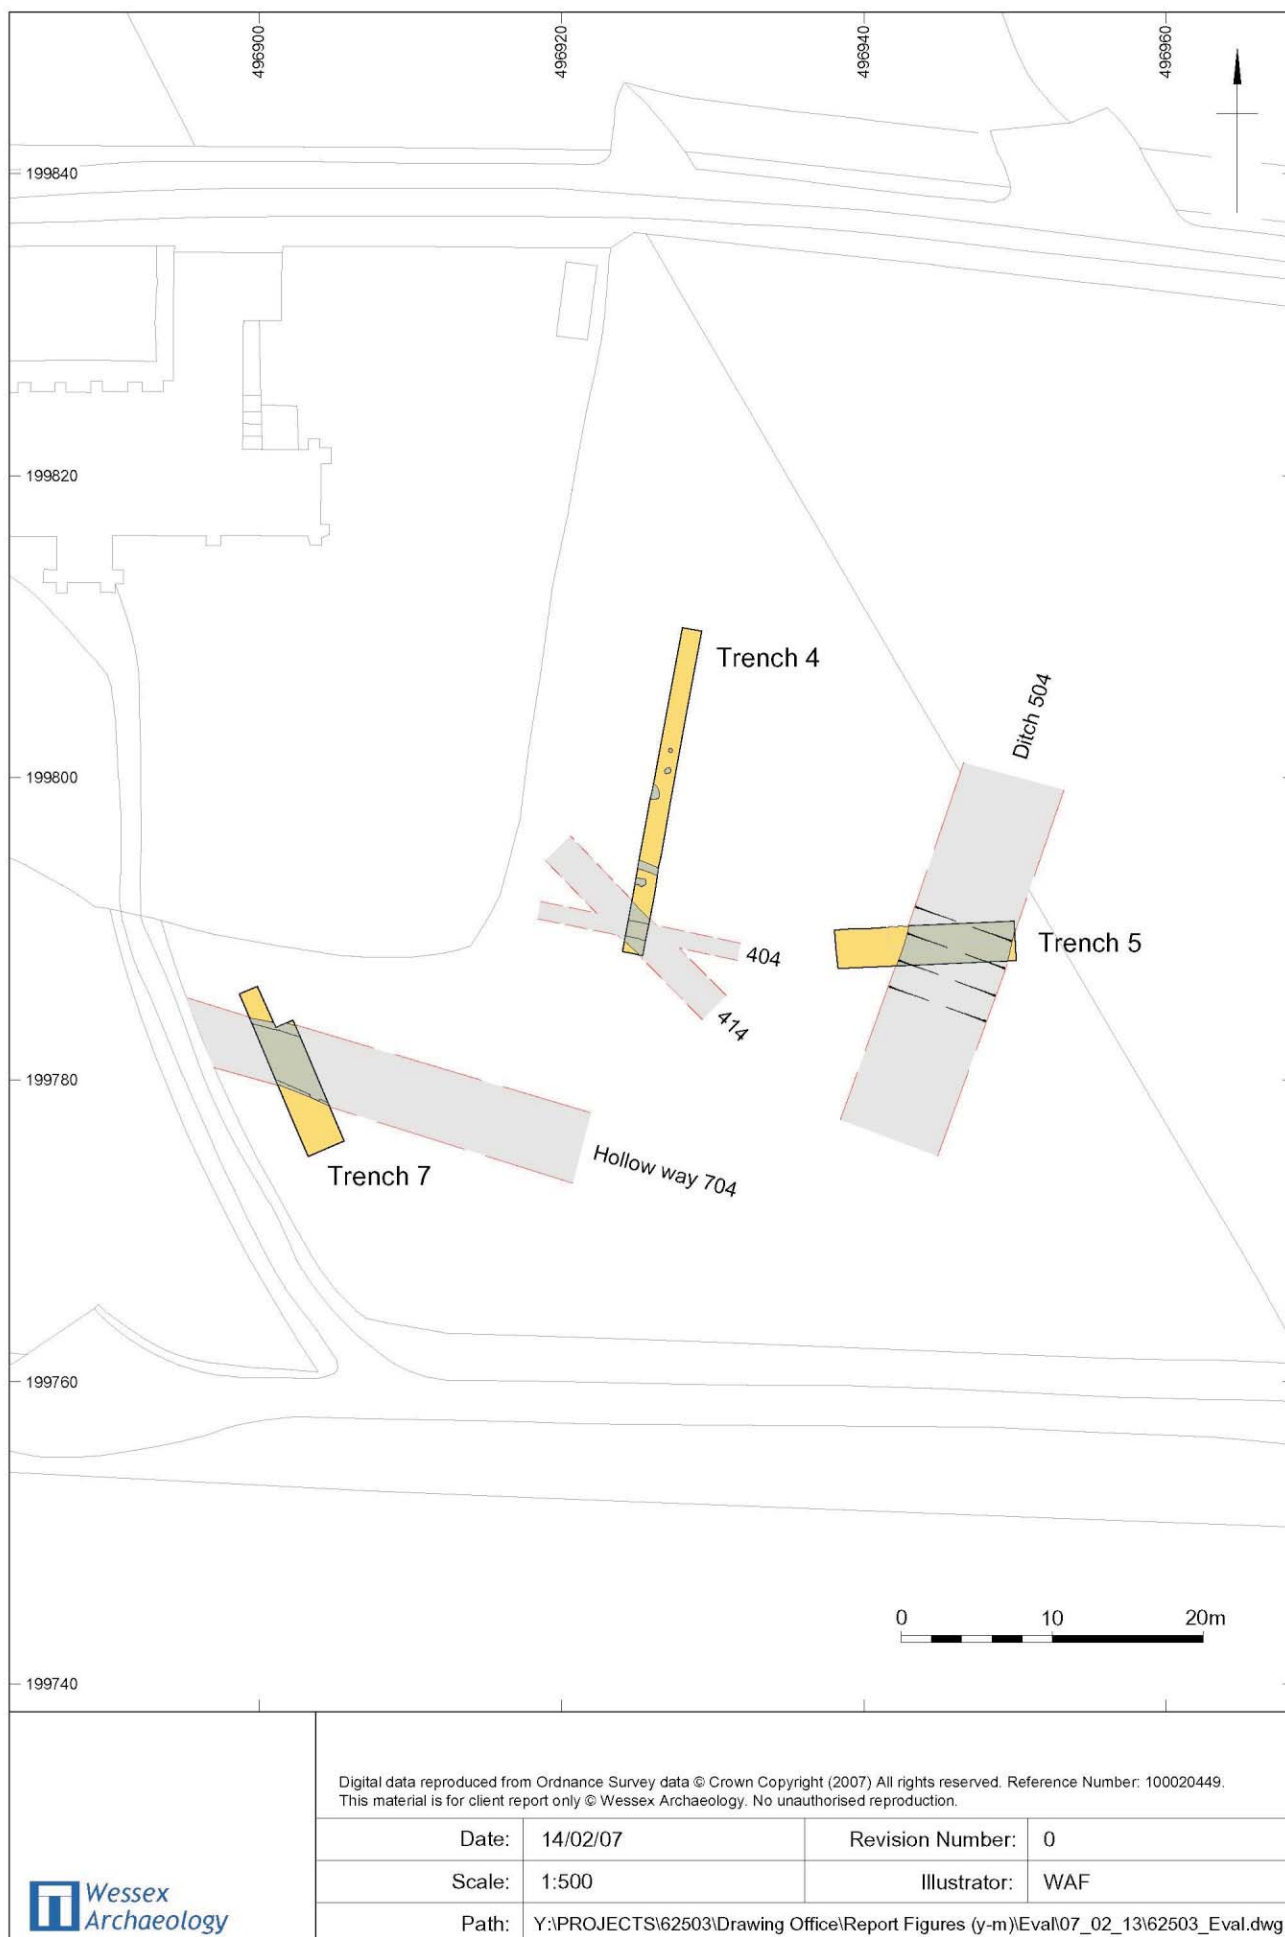 496900
496920
496940
496960
199840
199820
199800
199780
199760
199740
Trench 4
Ditch 504
Trench 5
404
414
Trench 7
Hollow way 704
0 10 20m
Digital data reproduced from Ordnance Survey data © Crown Copyright (2007) All rights reserved. Reference Number: 100020449.
This material is for client report only © Wessex Archaeology. No unauthorised reproduction.
Date: 14/02/07 Revision Number: 0
Scale: 1:500 Illustrator: WAF
Path: Y:\PROJECTS\62503\Drawing Office\Report Figures (y-m)\Eval\07_02_13\62503_Eval.dwg
Wessex
Archaeology